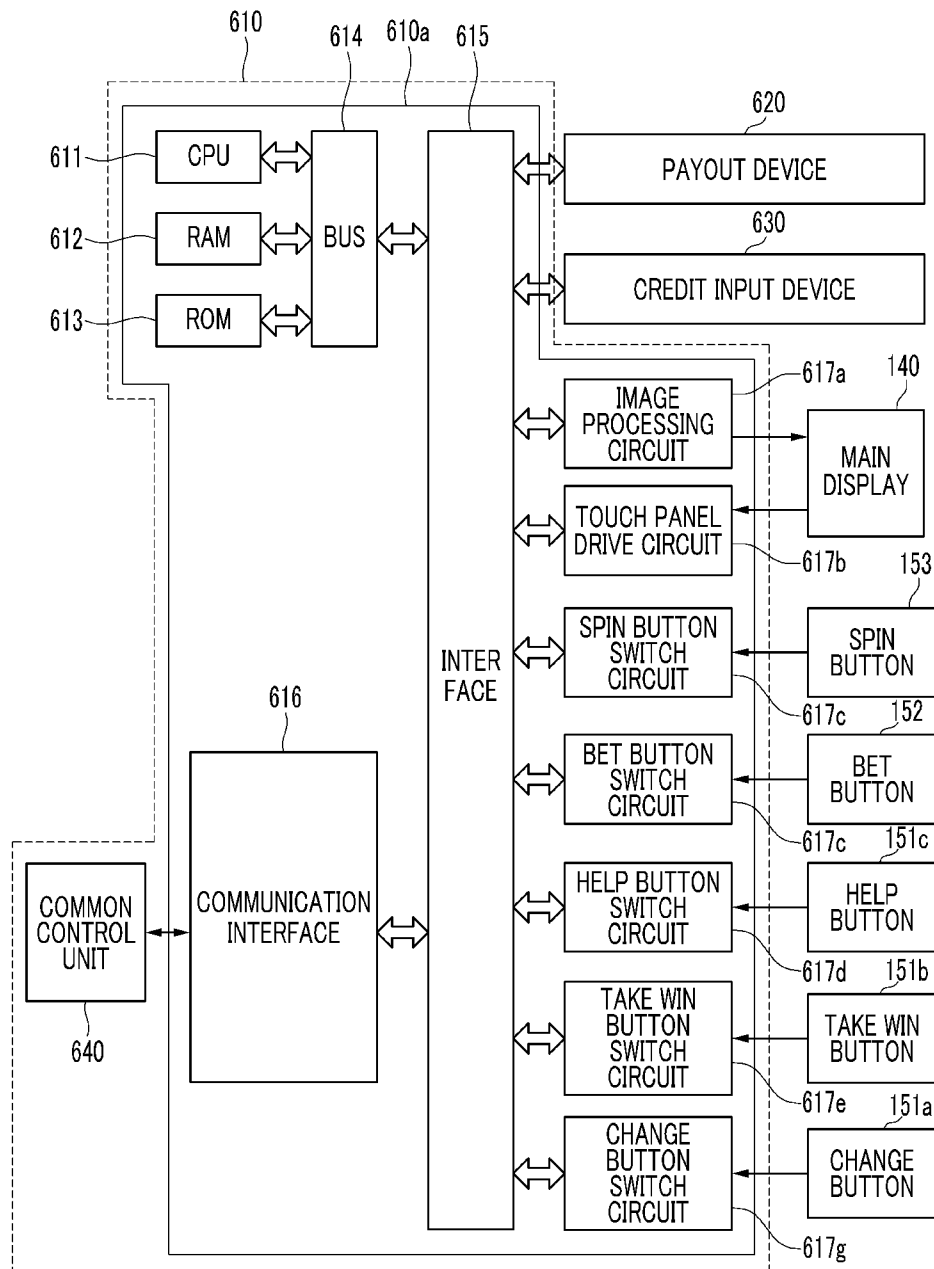 610
614
610a
615
620
611
CPU
PAYOUT DEVICE
612
RAM
BUS
630
613
ROM
CREDIT INPUT DEVICE
617a
140
IMAGE
PROCESSING
CIRCUIT
MAIN
DISPLAY
TOUCH PANEL
DRIVE CIRCUIT
617b
153
INTER
FACE
SPIN BUTTON
SWITCH
CIRCUIT
SPIN
BUTTON
617c
616
152
BET BUTTON
SWITCH
CIRCUIT
BET
BUTTON
617c
151c
COMMON
CONTROL
UNIT
640
COMMUNICATION
INTERFACE
HELP BUTTON
SWITCH
CIRCUIT
HELP
BUTTON
617d
151b
TAKE WIN
BUTTON
SWITCH
CIRCUIT
TAKE WIN
BUTTON
617e
151a
CHANGE
BUTTON
SWITCH
CIRCUIT
CHANGE
BUTTON
617g